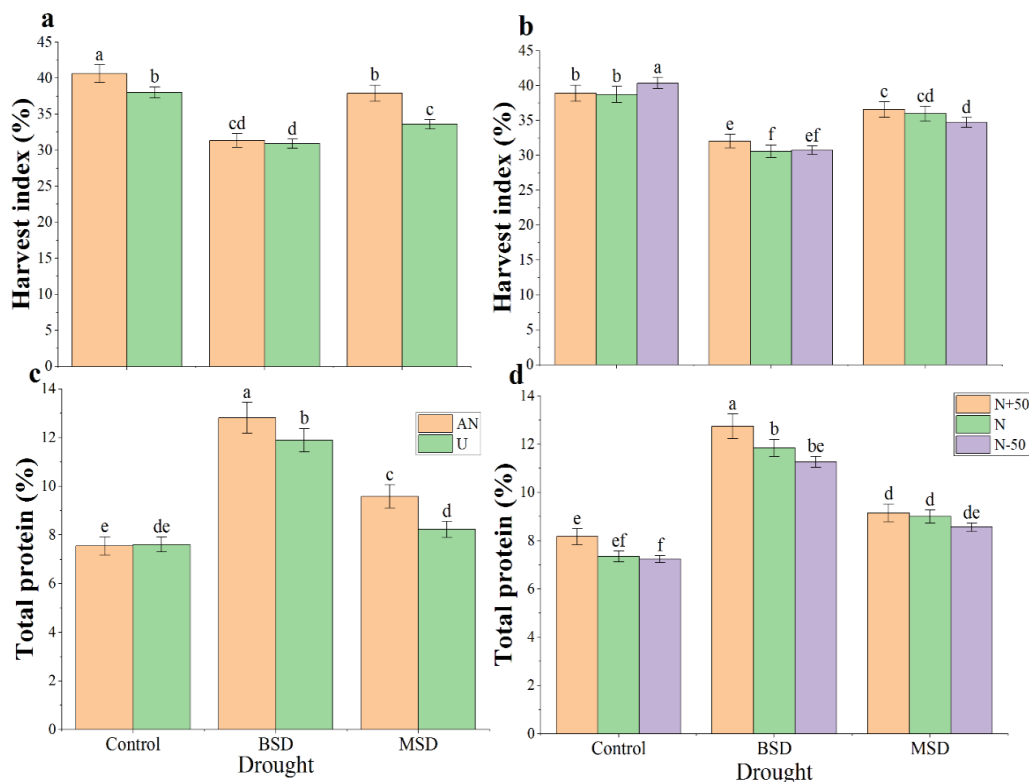 a
Harvest index (%)
45
40
35
30
25
20
15
10
5
0
a
b
cd
d
b
c
b
Harvest index (%)
45
40
35
30
25
20
15
10
5
0
b
b
a
e
f
ef
c
cd
d
c
Total protein (%)
14
12
10
8
6
4
2
0
e
de
a
b
c
d
AN
U
Control BSD MSD
Drought
d
Total protein (%)
14
12
10
8
6
4
2
0
e
ef
f
a
b
be
d
d
de
N+50
N
N-50
Control BSD MSD
Drought